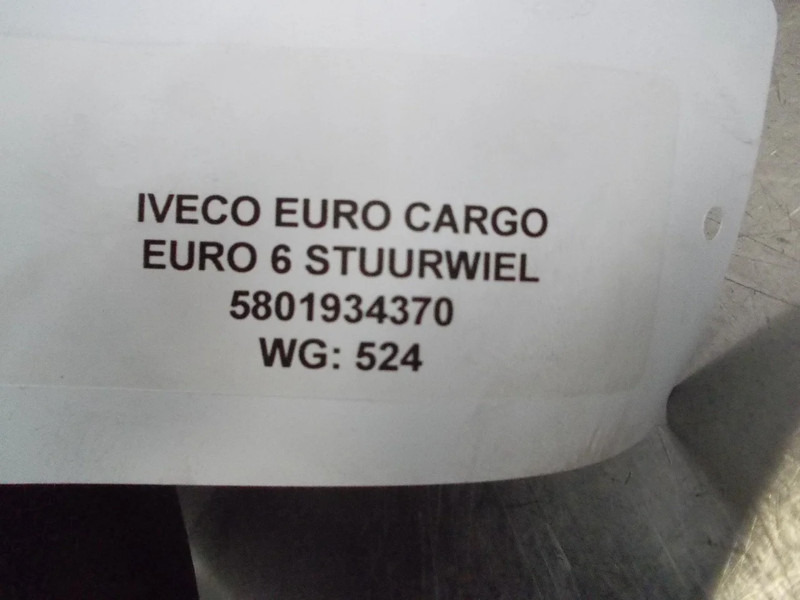 IVECO EURO CARGO
EURO 6 STUURWIEL
5801934370
WG: 524